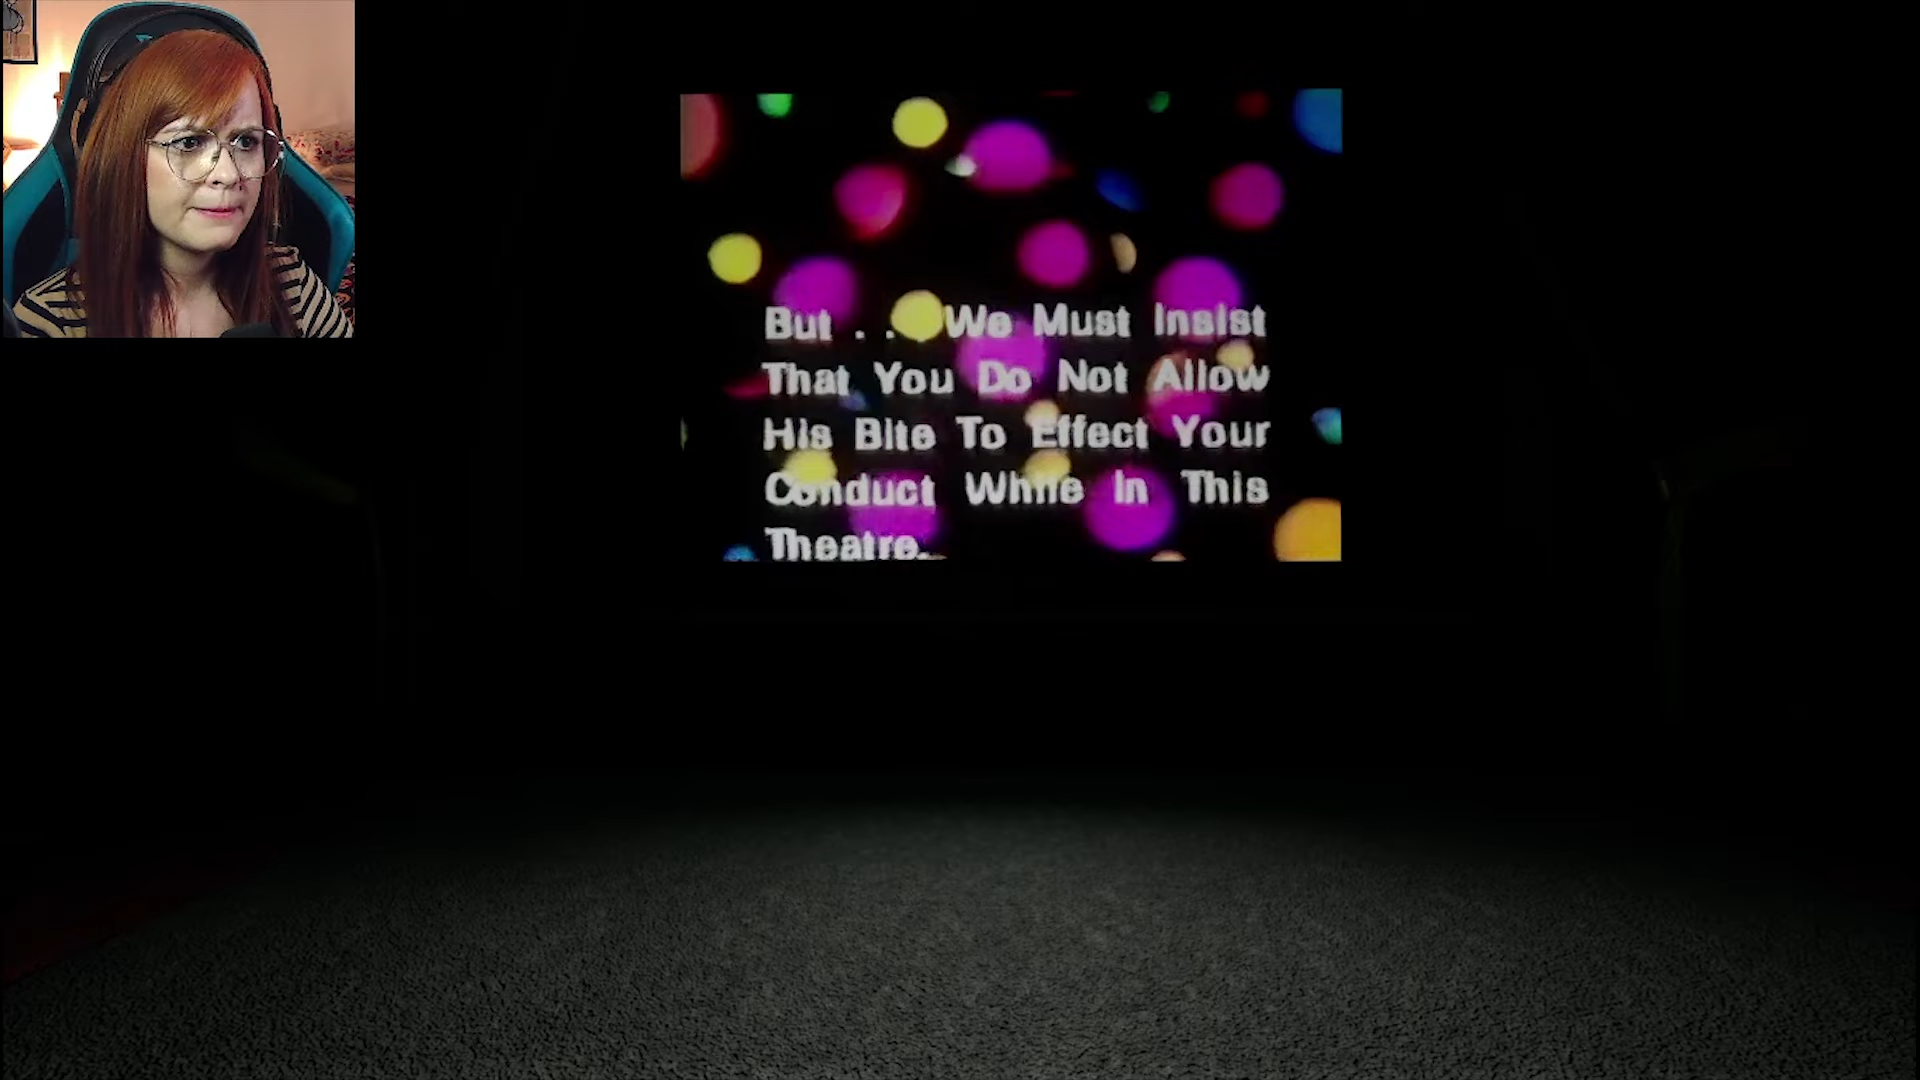 But . . We Must Insist
That You Do Not Allow
His Bite To Effect Your
Conduct While In This
Theatre.